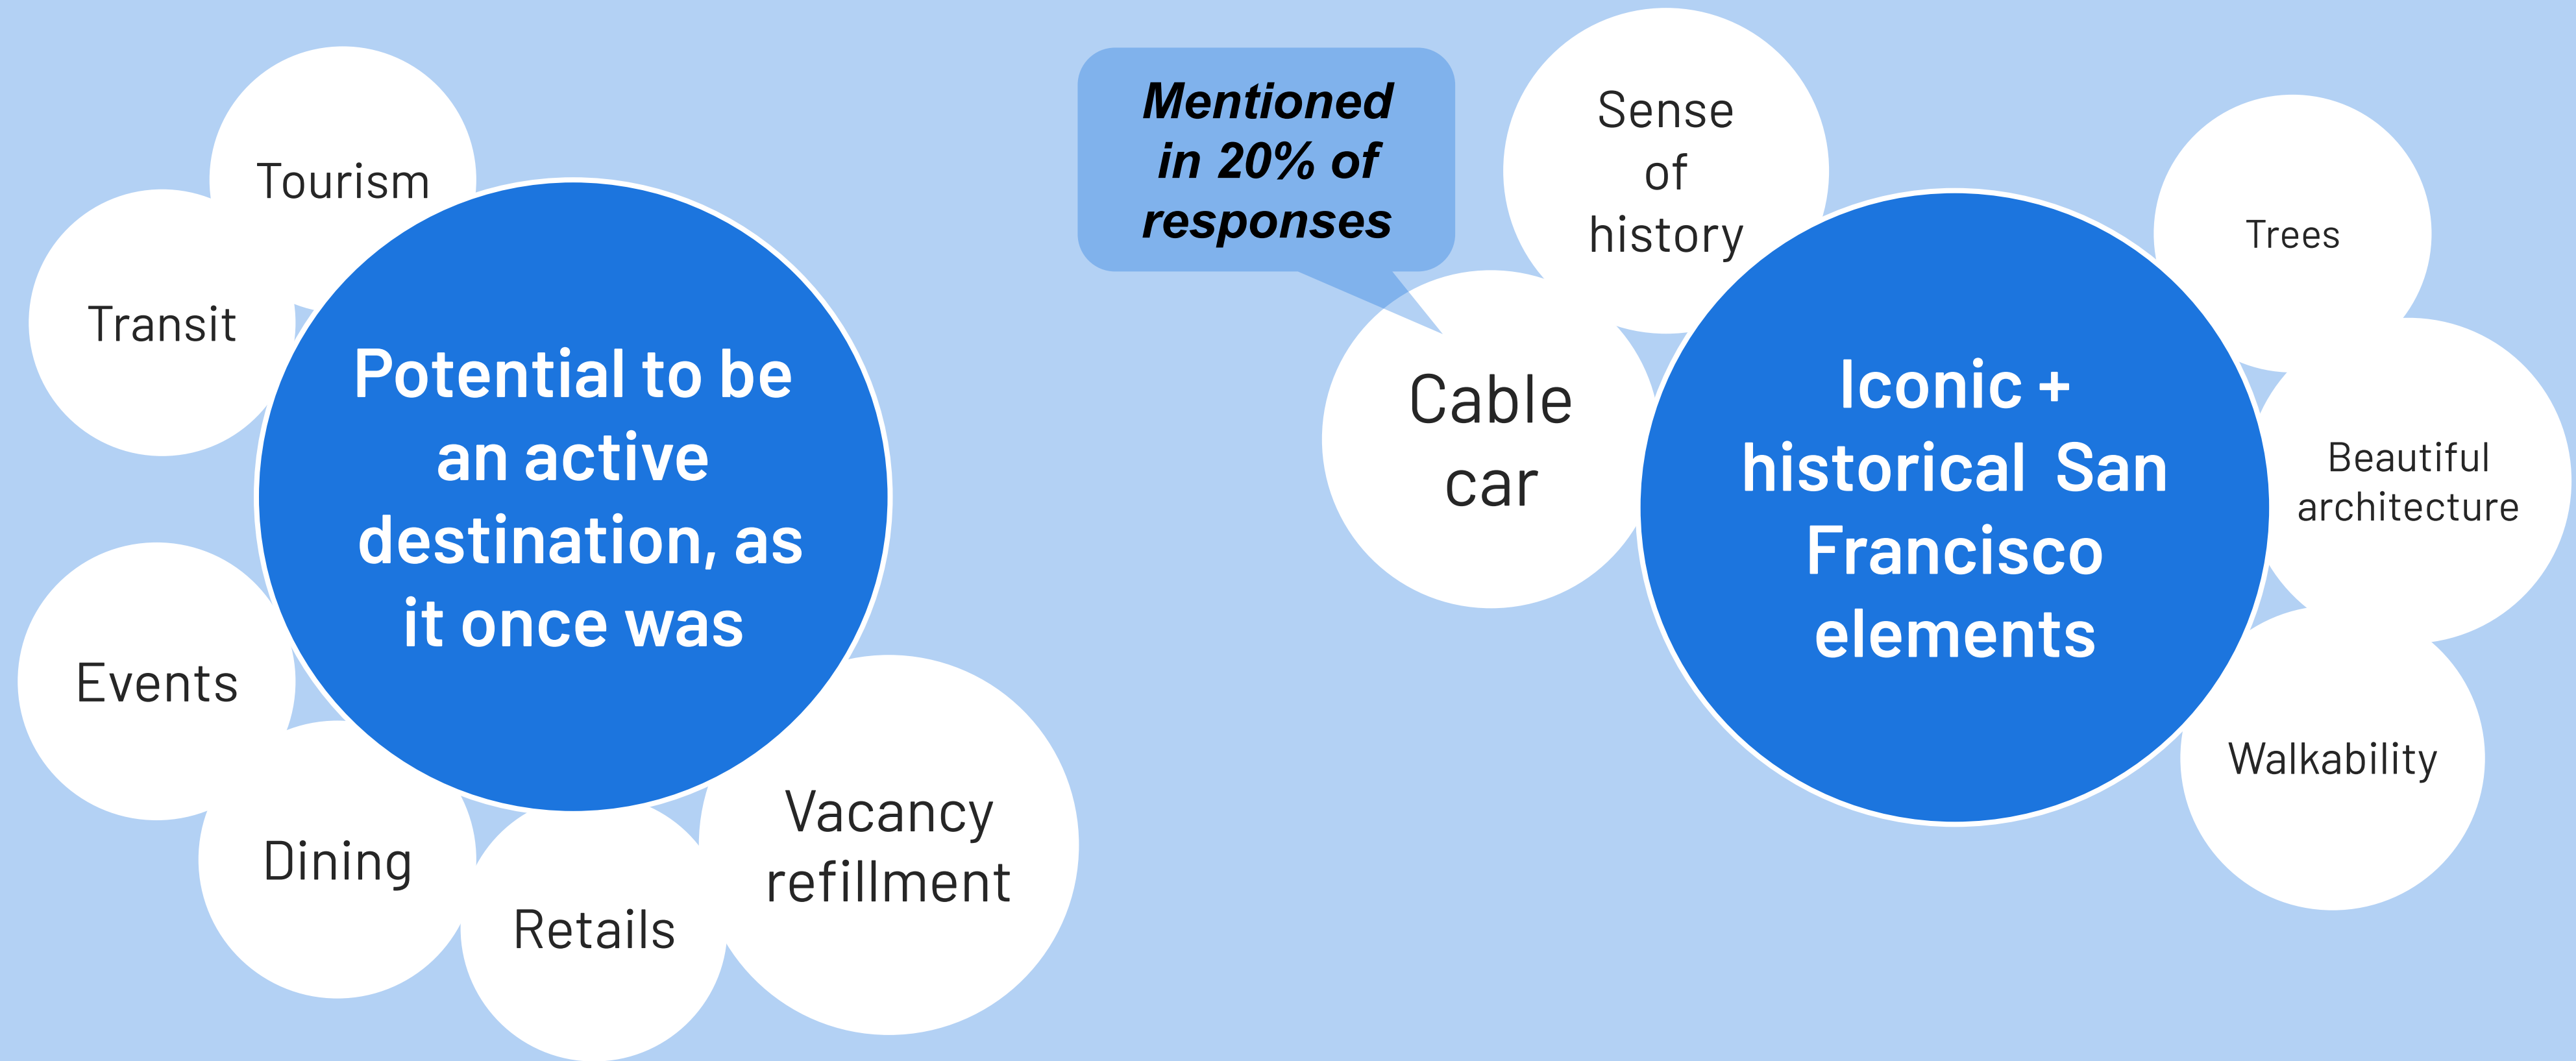 Tourism
Transit
Potential to be
an active
destination, as
it once was
Events
Dining
Retails
Vacancy
refillment
Mentioned
in 20% of
responses
Sense
of
history
Cable
car
Iconic +
historical San
Francisco
elements
Trees
Beautiful
architecture
Walkability